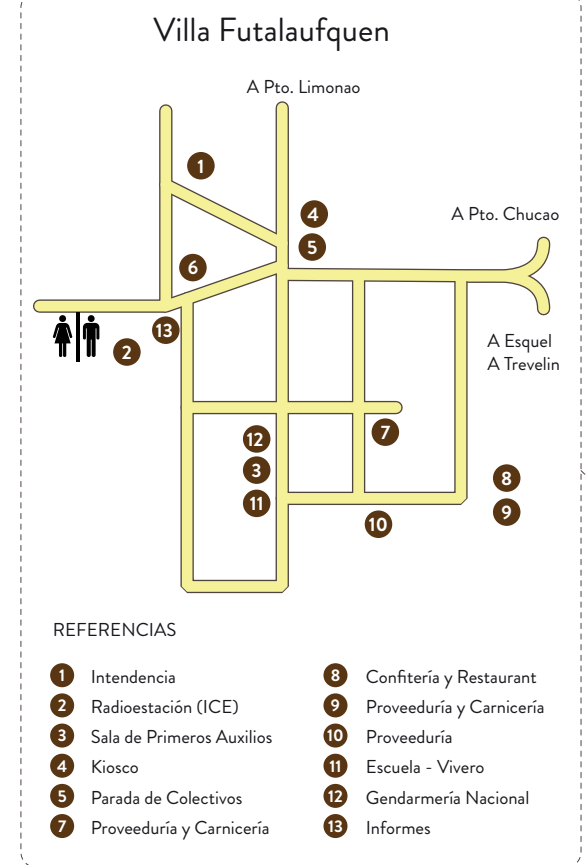 Villa Futalaufquen
A Pto. Limonao
1
4
A Pto. Chucao
5
6
13
2
A Esquel
A Trevelin
7
12
3
8
11
9
10
REFERENCIAS
1 Intendencia
2 Radioestación (ICE)
3 Sala de Primeros Auxilios
4 Kiosco
5 Parada de Colectivos
7 Proveeduría y Carnicería
8 Confitería y Restaurant
9 Proveeduría y Carnicería
10 Proveeduría
11 Escuela - Vivero
12 Gendarmería Nacional
13 Informes